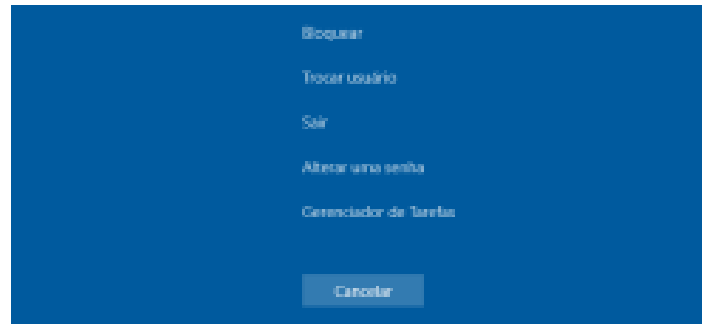 Bloquear
Trocar usuário
Sair
Alterar uma senha
Gerenciador de Tarefas
Cancelar